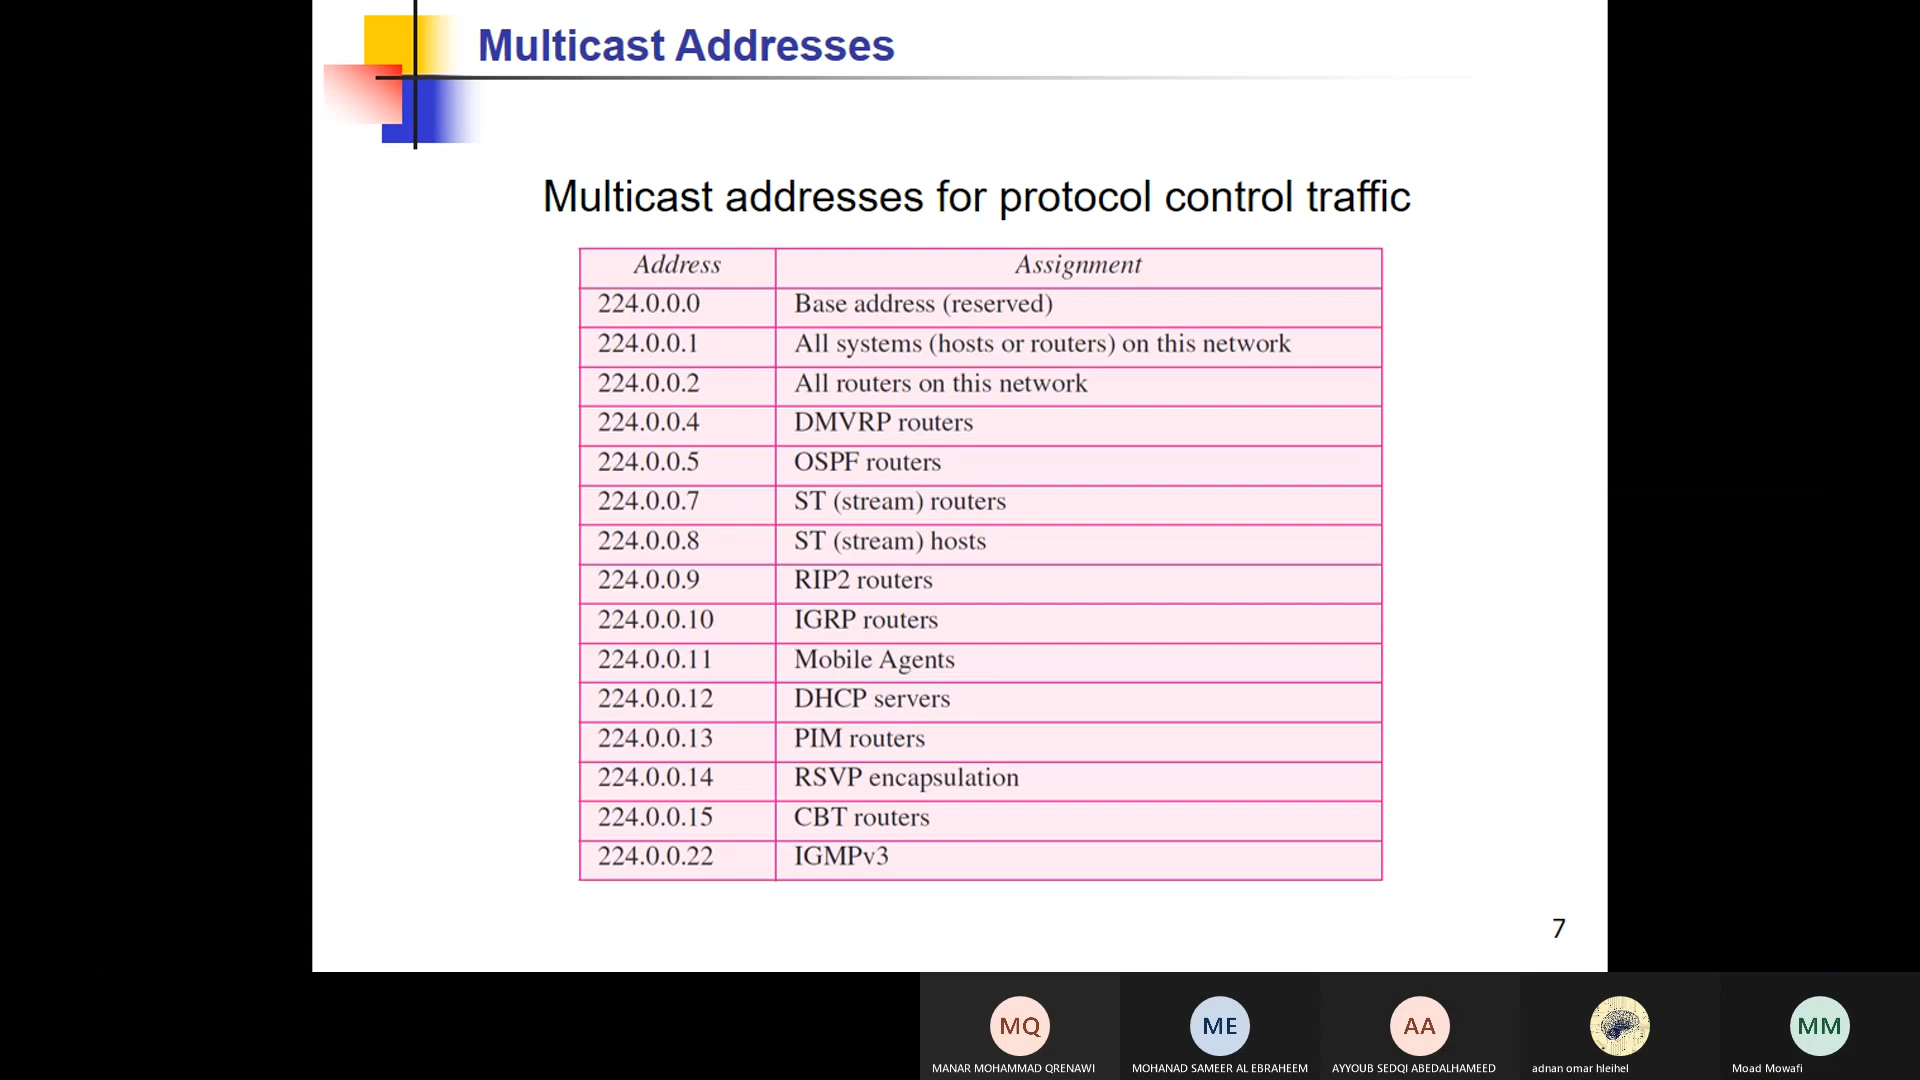 Multicast Addresses
Multicast addresses for protocol control traffic
Address Assignment
224.0.0.0 Base address (reserved)
224.0.0.1 All systems (hosts or routers) on this network
224.0.0.2 All routers on this network
224.0.0.4 DMVRP routers
224.0.0.5 OSPF routers
224.0.0.7 ST (stream) routers
224.0.0.8 ST (stream) hosts
224.0.0.9 RIP2 routers
224.0.0.10 IGRP routers
224.0.0.11 Mobile Agents
224.0.0.12 DHCP servers
224.0.0.13 PIM routers
224.0.0.14 RSVP encapsulation
224.0.0.15 CBT routers
224.0.0.22 IGMPv3
7
MQ ME AA MM
MANAR MOHAMMAD QRENAWI MOHANAD SAMEER AL EBRAHEEM AYYOUB SEDQI ABEDALHAMEED adnan omar hleihel Moad Mowafi